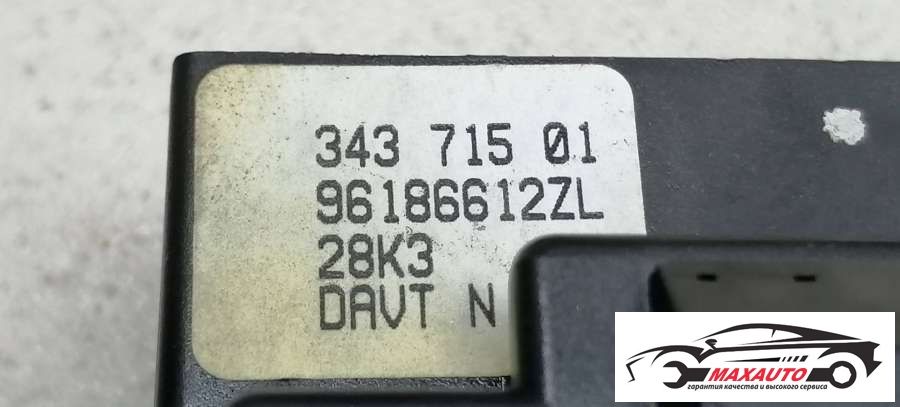 343 715 01
96186612ZL
28K3
DAVT N
MAXAUTO
гарантия качества и высокого сервиса